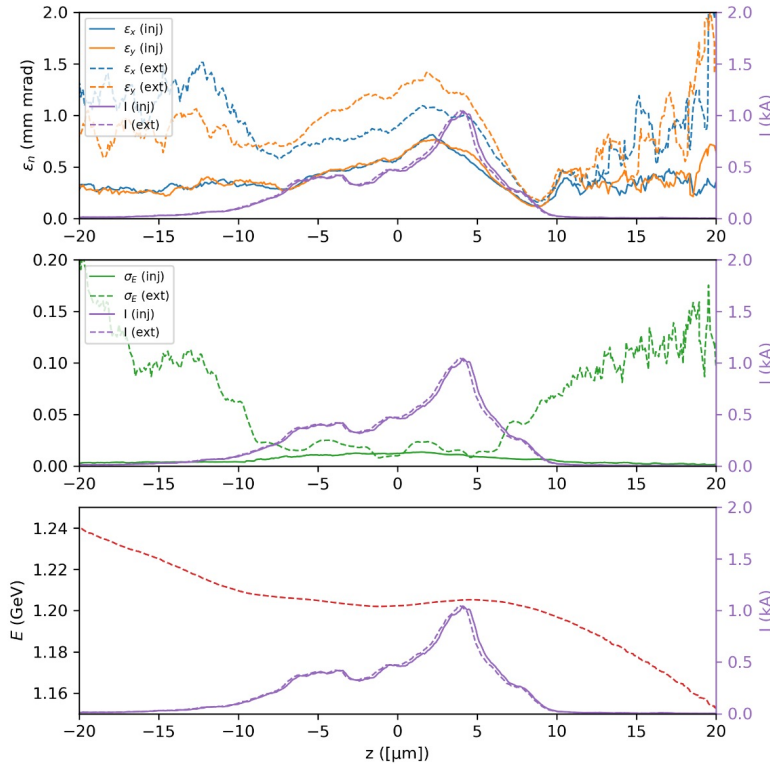 2.0
1.5
1.0
0.5
0.0
εₙ (mm mrad)
εₓ (inj)
ε_y (inj)
εₓ (ext)
ε_y (ext)
I (inj)
I (ext)
2.0
1.5
1.0
0.5
0.0
I (kA)
−20 −15 −10 −5 0 5 10 15 20
0.20
0.15
0.10
0.05
0.00
σ_E (inj)
σ_E (ext)
I (inj)
I (ext)
2.0
1.5
1.0
0.5
0.0
I (kA)
−20 −15 −10 −5 0 5 10 15 20
1.24
1.22
1.20
1.18
1.16
E (GeV)
2.0
1.5
1.0
0.5
0.0
I (kA)
−20 −15 −10 −5 0 5 10 15 20
z ([μm])